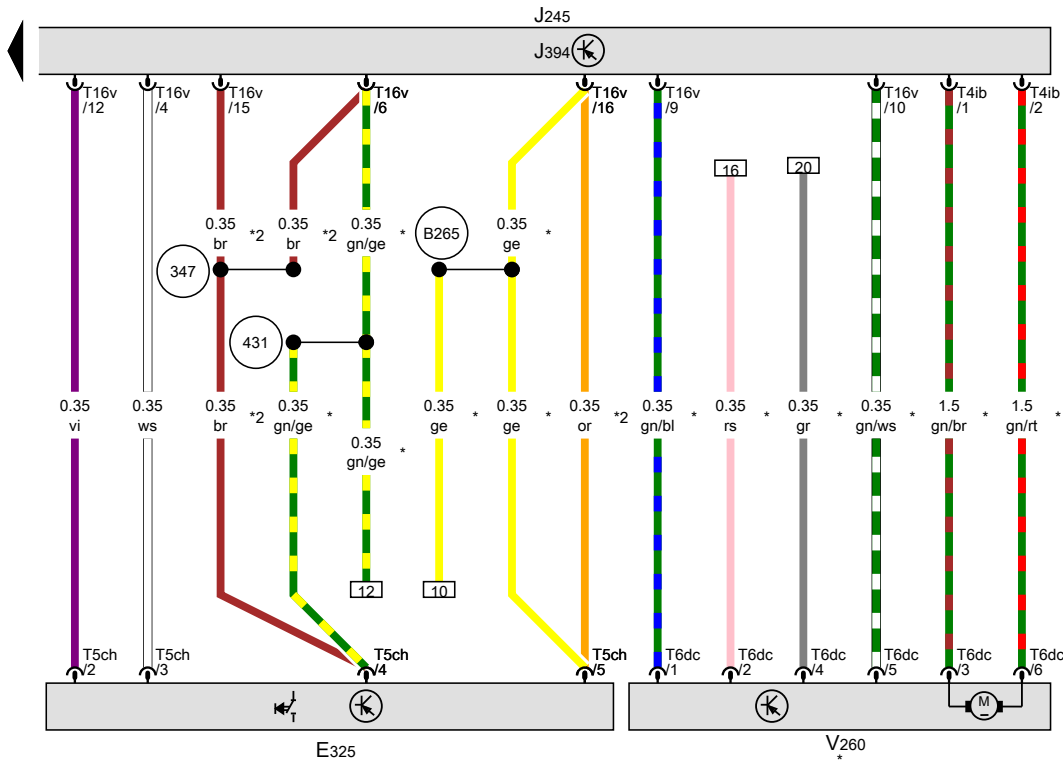 J245
J394
T16v T16v T16v T16v T16v T16v T16v T4ib T4ib
/12 /4 /15 /6 /16 /9 /10 /1 /2
16 20
0.35 *2 0.35 *2 0.35 * B265 0.35 *
br br gn/ge ge
347
431
0.35 0.35 0.35 *2 0.35 * 0.35 * 0.35 * 0.35 *2 0.35 * 0.35 * 0.35 * 0.35 * 1.5 * 1.5 *
vi ws br gn/ge ge ge or gn/bl rs gr gn/ws gn/br gn/rt
0.35 *
gn/ge
12 10
T5ch T5ch T5ch T5ch T6dc T6dc T6dc T6dc T6dc T6dc
/2 /3 /4 /5 /1 /2 /4 /5 /3 /6
M
E325 V260
*